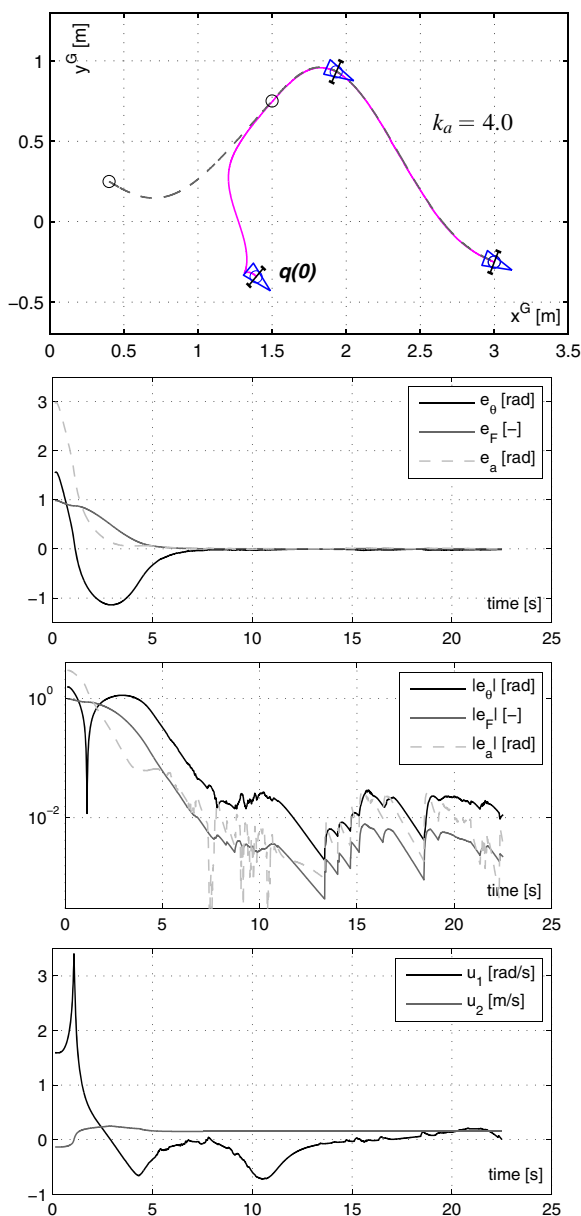 1
0.5
0
−0.5
y^G [m]
k_a = 4.0
q(0)
x^G [m]
0 0.5 1 1.5 2 2.5 3 3.5
3
2
1
0
−1
e_θ [rad]
e_F [−]
e_a [rad]
time [s]
0 5 10 15 20 25
10^0
10^−2
|e_θ| [rad]
|e_F| [−]
|e_a| [rad]
time [s]
0 5 10 15 20 25
3
2
1
0
−1
u_1 [rad/s]
u_2 [m/s]
time [s]
0 5 10 15 20 25